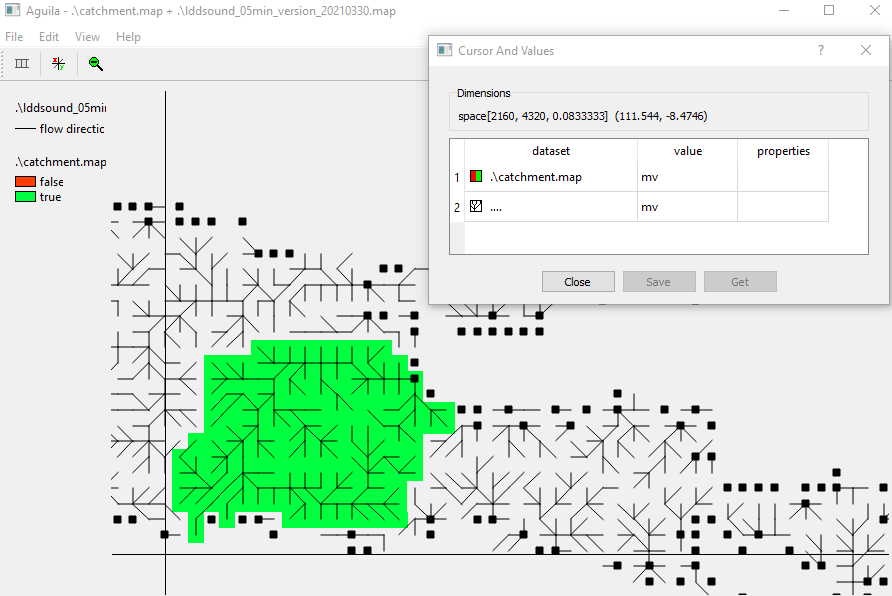 Aguila - .\catchment.map + .\lddsound_05min_version_20210330.map
File Edit View Help
.\lddsound_05mi
flow directic
.\catchment.map
false
true
Cursor And Values
?
Dimensions
space[2160, 4320, 0.0833333] (111.544, -8.4746)
dataset value properties
1 .\catchment.map mv
2 .... mv
Close Save Get